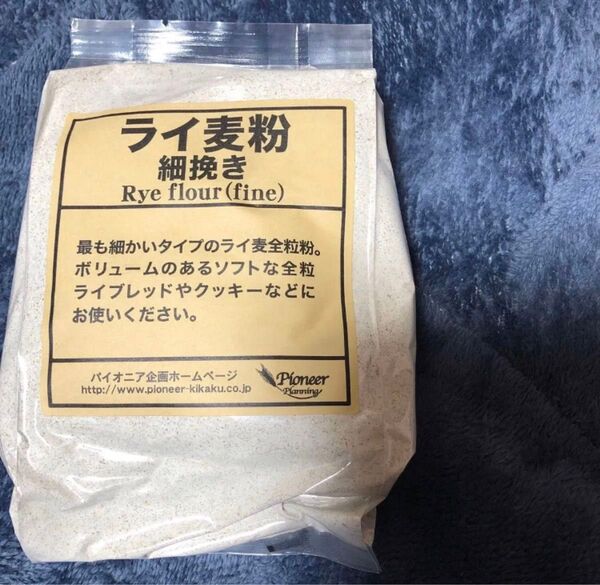 ライ麦粉
細挽き
Rye flour(fine)
最も細かいタイプのライ麦全粒粉。
ボリュームのあるソフトな全粒
ライブレッドやクッキーなどに
お使いください。
パイオニア企画ホームページ
http://www.pioneer-kikaku.co.jp
Pioneer
Planning